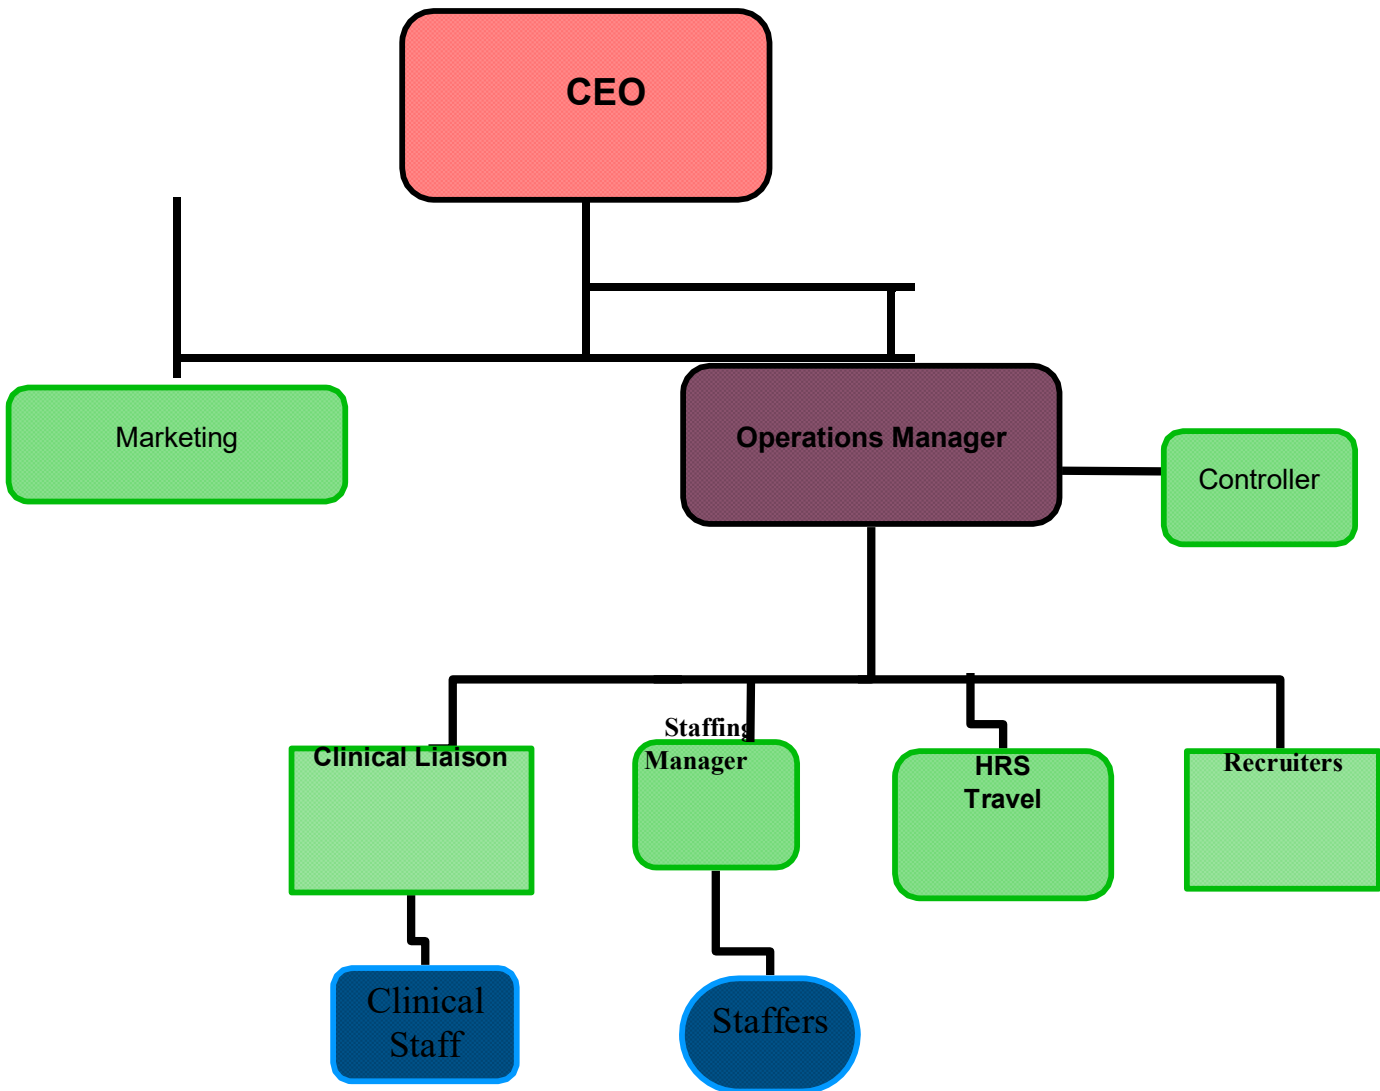 CEO
Marketing
Operations Manager
Controller
Clinical Liaison
Staffing
Manager
HRS
Travel
Recruiters
Clinical
Staff
Staffers